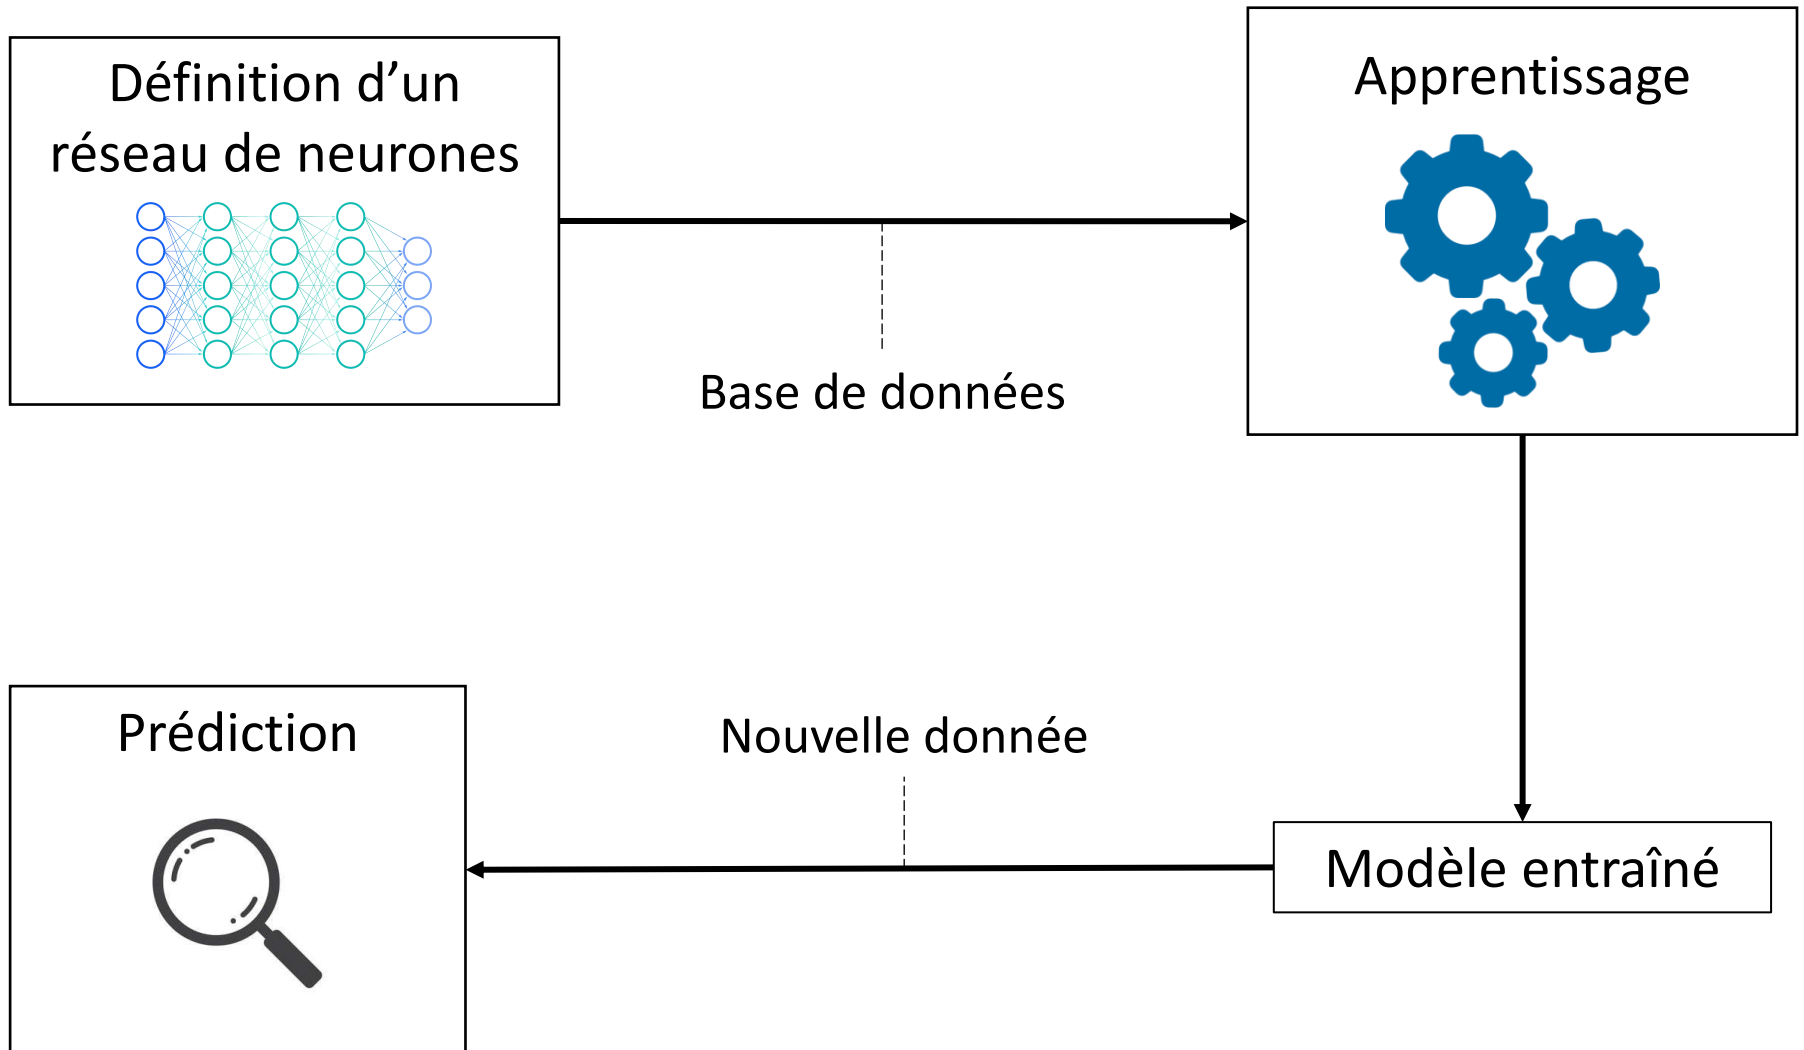 Définition d’un
réseau de neurones
Apprentissage
Base de données
Prédiction
Nouvelle donnée
Modèle entraîné